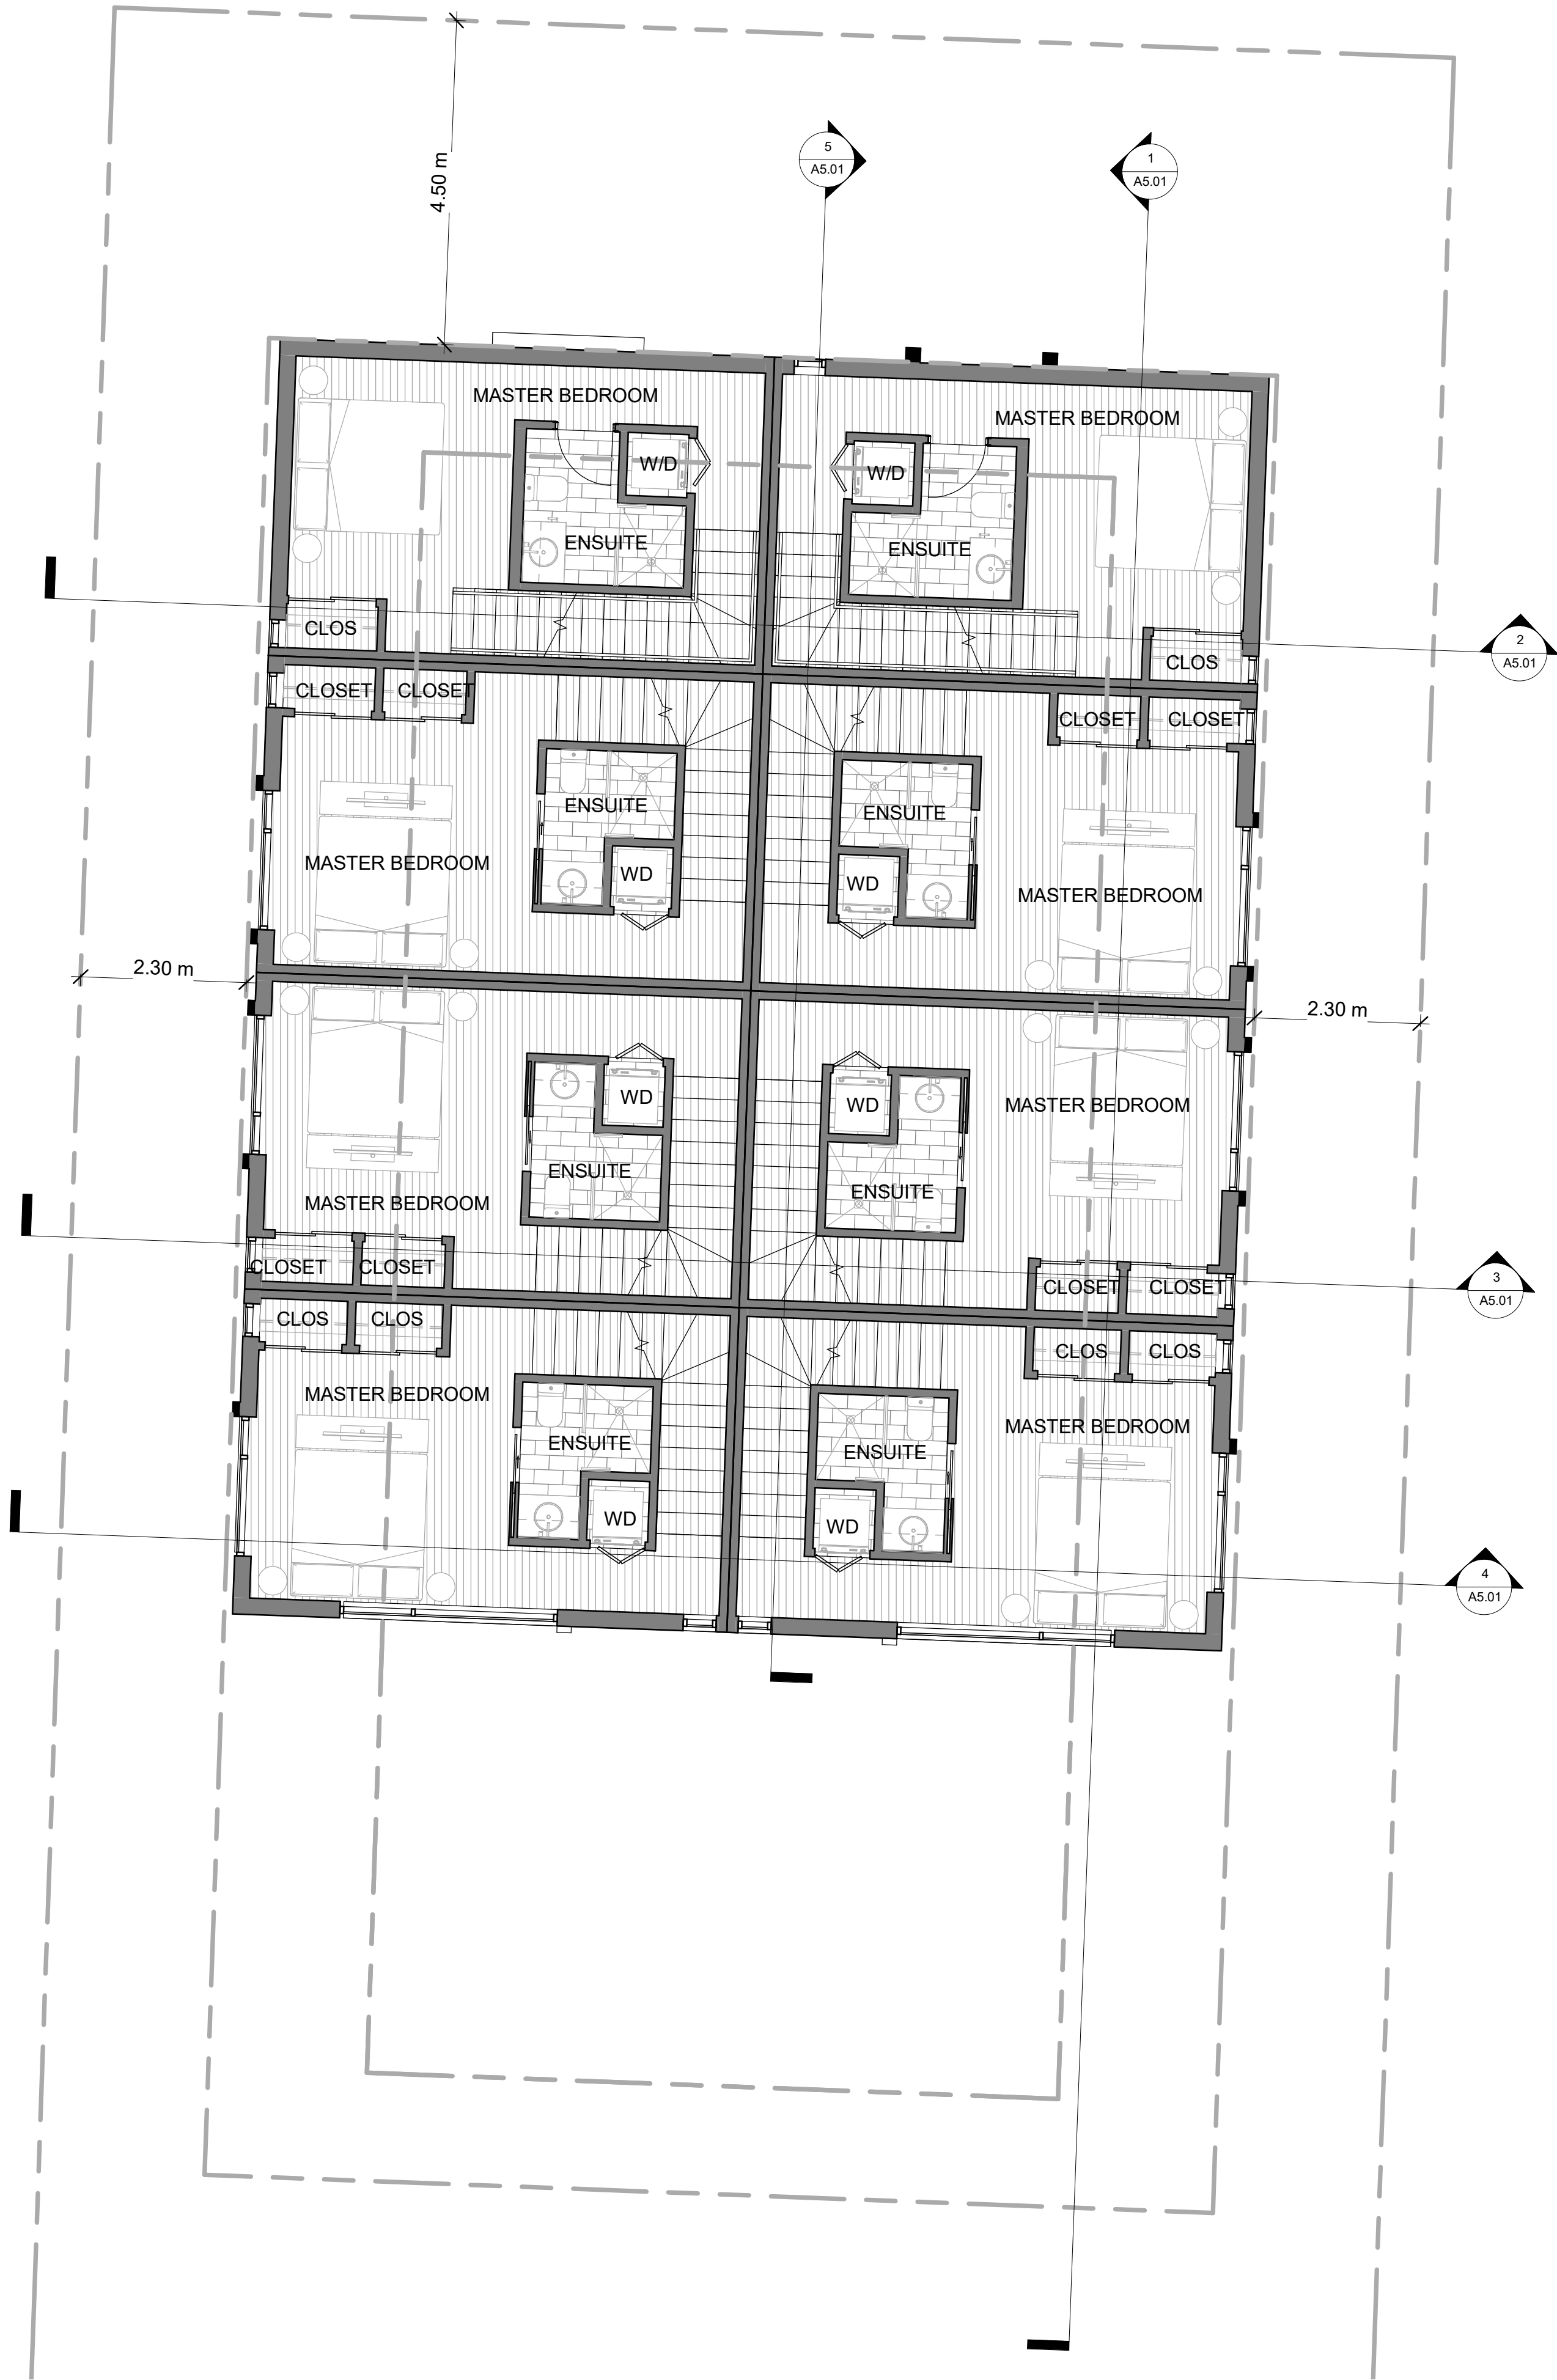 4.50 m
5
A5.01
1
A5.01
MASTER BEDROOM
MASTER BEDROOM
W/D
W/D
ENSUITE
ENSUITE
CLOS
CLOS
2
A5.01
CLOSET
CLOSET
CLOSET
CLOSET
ENSUITE
ENSUITE
MASTER BEDROOM
WD
WD
MASTER BEDROOM
2.30 m
2.30 m
WD
WD
MASTER BEDROOM
ENSUITE
ENSUITE
MASTER BEDROOM
CLOSET
CLOSET
CLOSET
CLOSET
3
A5.01
CLOS
CLOS
CLOS
CLOS
MASTER BEDROOM
MASTER BEDROOM
ENSUITE
ENSUITE
WD
WD
4
A5.01